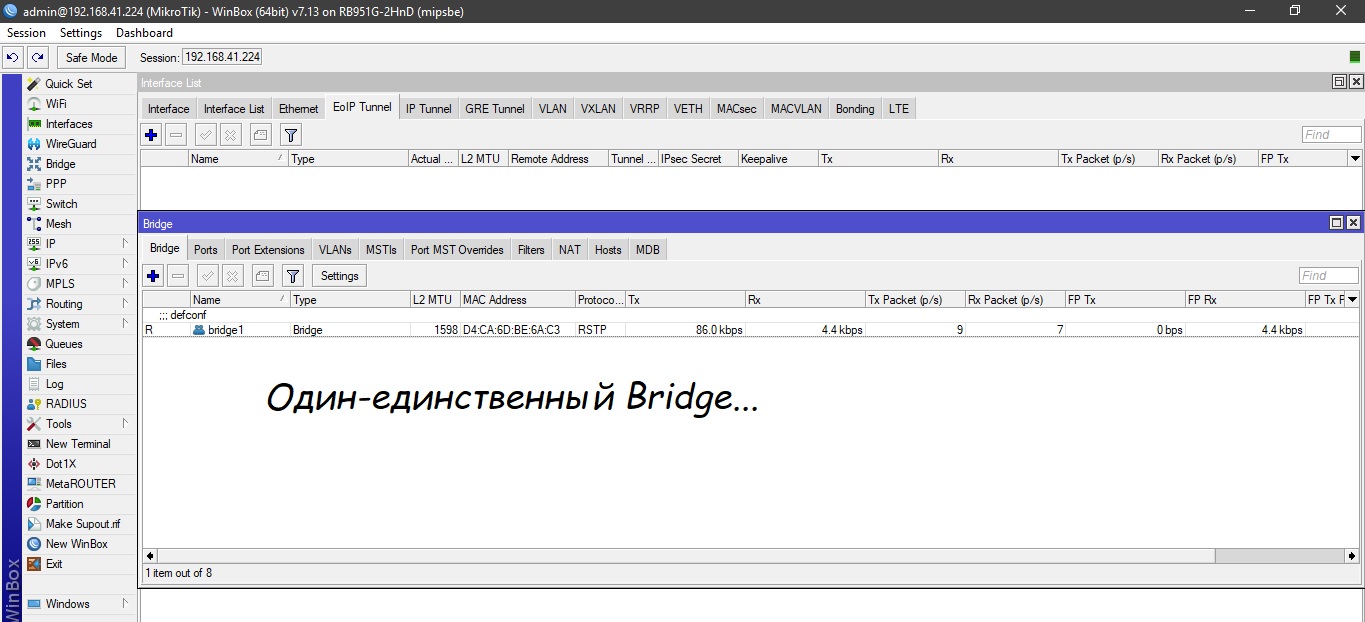 admin@192.168.41.224 (MikroTik) - WinBox (64bit) v7.13 on RB951G-2HnD (mipsbe)
Session Settings Dashboard
Safe Mode Session: 192.168.41.224
Quick Set
WiFi
Interfaces
WireGuard
Bridge
PPP
Switch
Mesh
IP
IPv6
MPLS
Routing
System
Queues
Files
Log
RADIUS
Tools
New Terminal
Dot1X
MetaROUTER
Partition
Make Supout.rif
New WinBox
Exit
Windows
WinBox
Interface List
Interface Interface List Ethernet EoIP Tunnel IP Tunnel GRE Tunnel VLAN VXLAN VRRP VETH MACsec MACVLAN Bonding LTE
Find
Name Type Actual ... L2 MTU Remote Address Tunnel ... IPsec Secret Keepalive Tx Rx Tx Packet (p/s) Rx Packet (p/s) FP Tx
Bridge
Bridge Ports Port Extensions VLANs MSTIs Port MST Overrides Filters NAT Hosts MDB
Settings Find
Name Type L2 MTU MAC Address Protoco... Tx Rx Tx Packet (p/s) Rx Packet (p/s) FP Tx FP Rx FP Tx P
;;; defconf
R bridge1 Bridge 1598 D4:CA:6D:BE:6A:C3 RSTP 86.0 kbps 4.4 kbps 9 7 0 bps 4.4 kbps
Один-единственный Bridge...
1 item out of 8